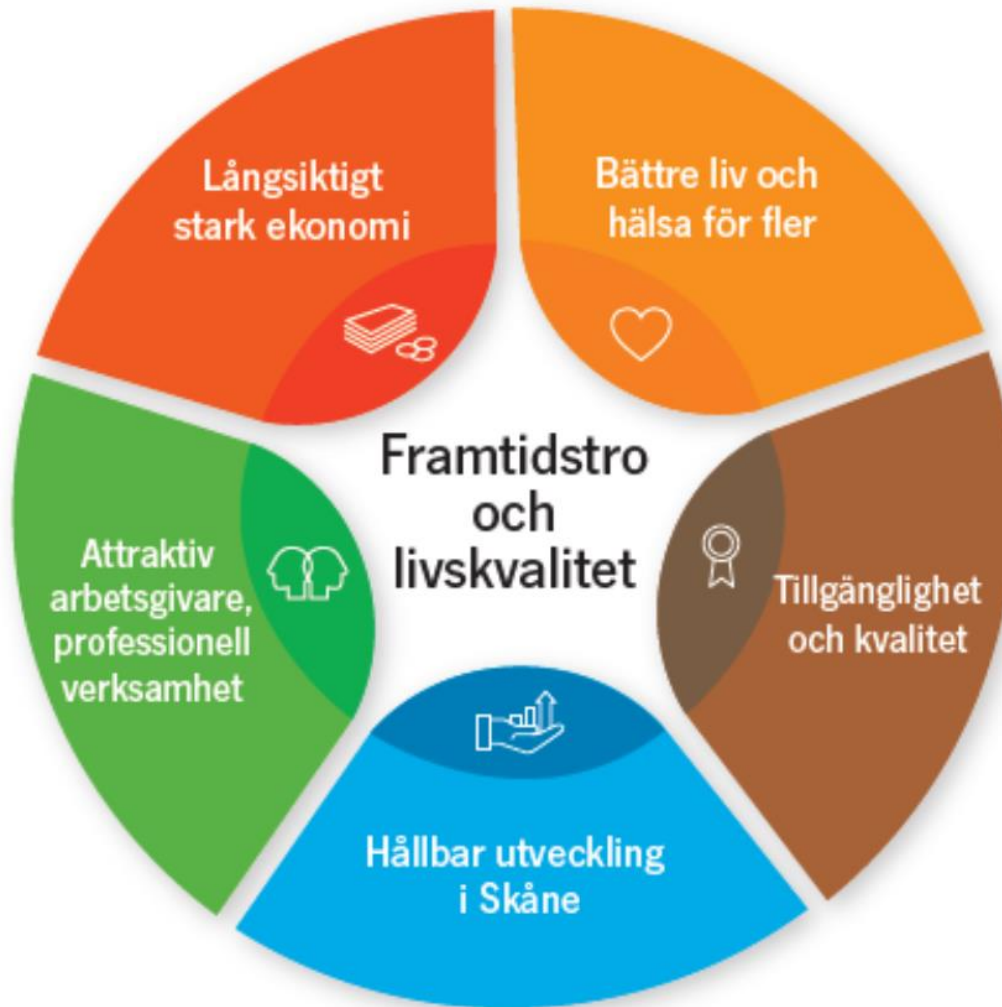 Långsiktigt
stark ekonomi
Bättre liv och
hälsa för fler
Framtidstro
och
livskvalitet
Attraktiv
arbetsgivare,
professionell
verksamhet
Tillgänglighet
och kvalitet
Hållbar utveckling
i Skåne